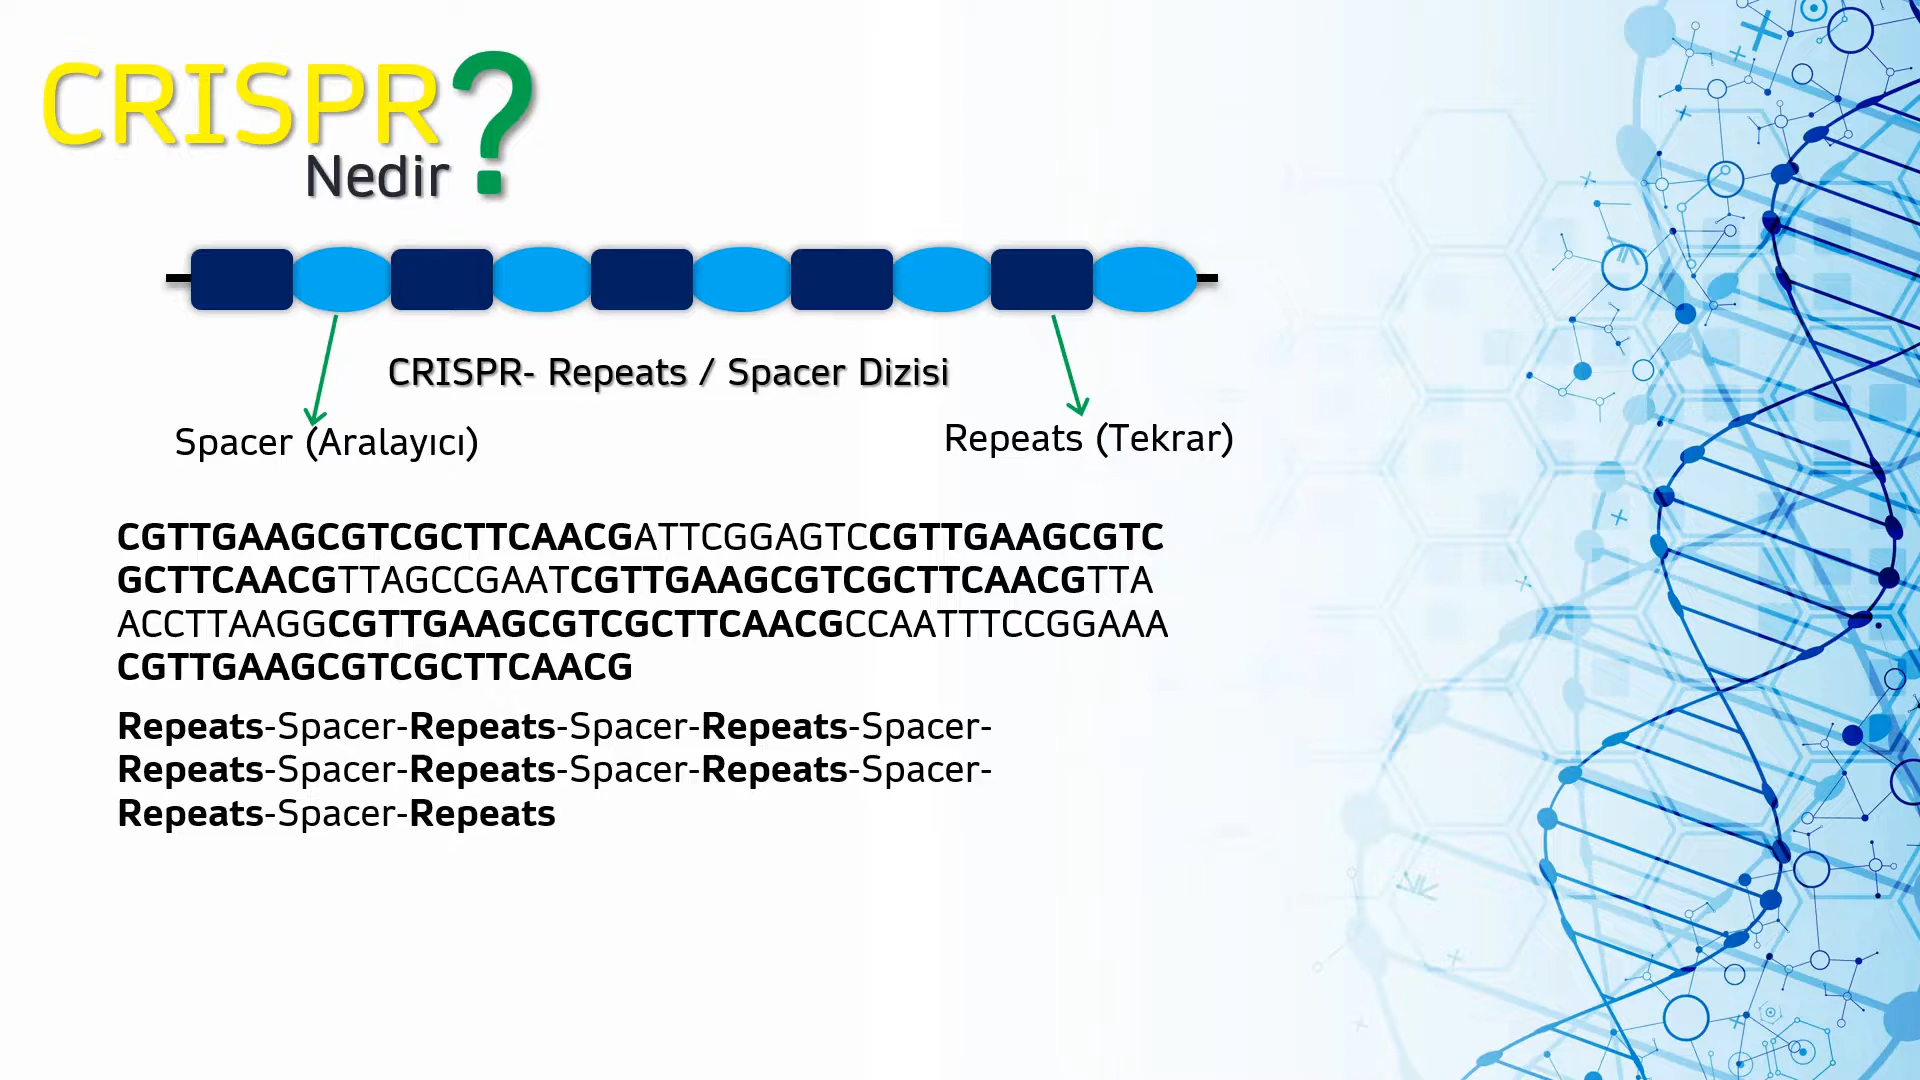 CRISPR?
Nedir
CRISPR- Repeats / Spacer Dizisi
Spacer (Aralayıcı)
Repeats (Tekrar)
CGTTGAAGCGTCGCTTCAACGATTCGGAGTCCGTTGAAGCGTC
GCTTCAACGTTAGCCGAATCGTTGAAGCGTCGCTTCAACGTTA
ACCTTAAGGCGTTGAAGCGTCGCTTCAACGCCAATTTCCGGAAA
CGTTGAAGCGTCGCTTCAACG
Repeats-Spacer-Repeats-Spacer-Repeats-Spacer-
Repeats-Spacer-Repeats-Spacer-Repeats-Spacer-
Repeats-Spacer-Repeats